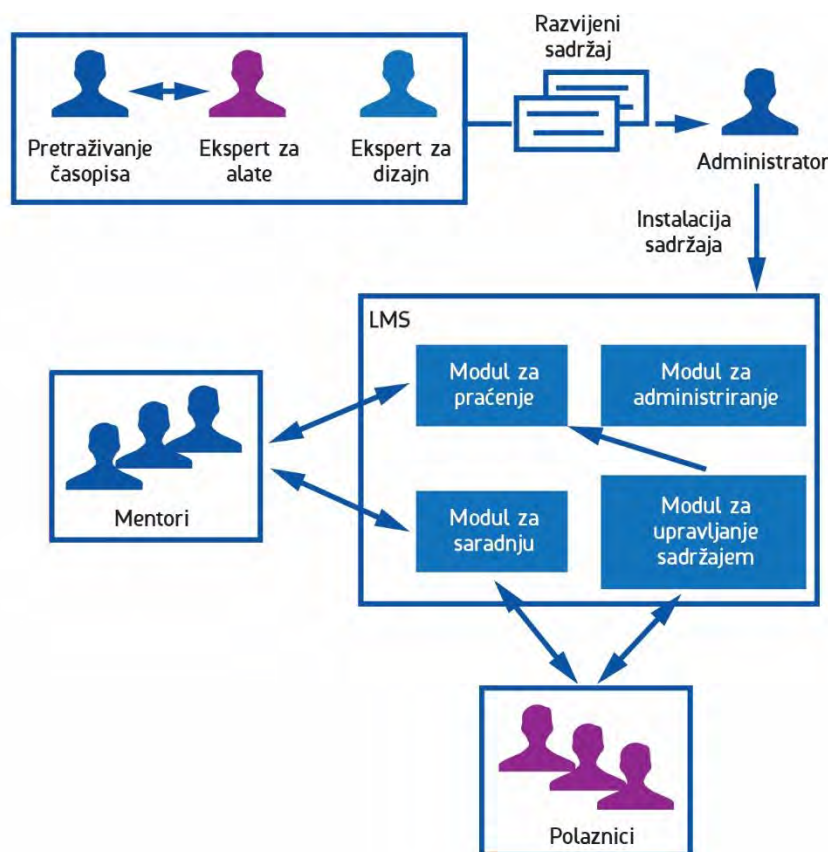 Razvijeni
sadržaj
Pretraživanje
časopisa
Ekspert za
alate
Ekspert za
dizajn
Administrator
Instalacija
sadržaja
LMS
Modul za
praćenje
Modul za
administriranje
Mentori
Modul za
saradnju
Modul za
upravljanje
sadržajem
Polaznici